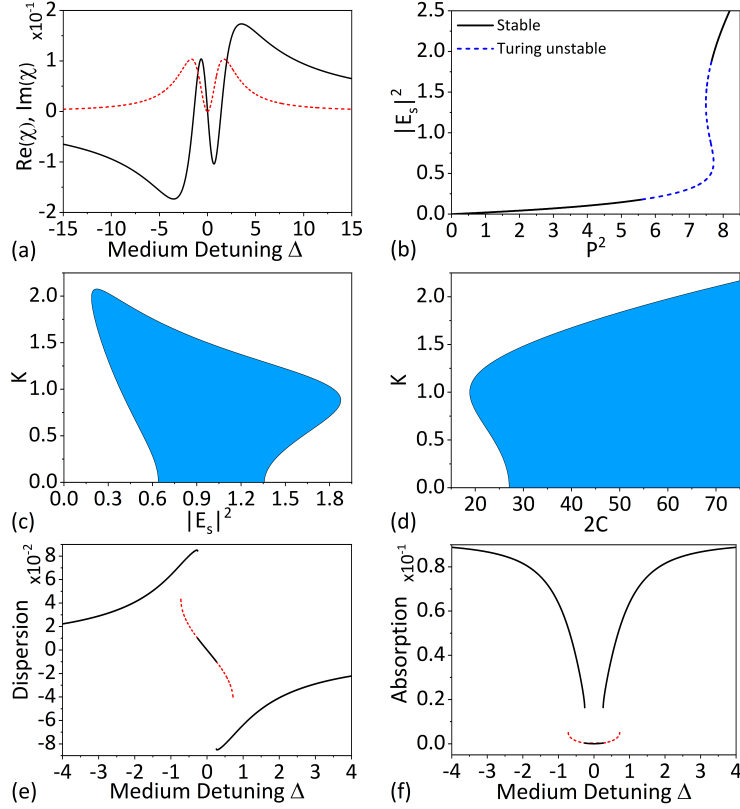 x10⁻¹
2
1
0
-1
-2
Re(χ), Im(χ)
-15 -10 -5 0 5 10 15
(a) Medium Detuning Δ
2.5
2.0
1.5
1.0
0.5
0.0
|Eₛ|²
Stable
Turing unstable
0 1 2 3 4 5 6 7 8
(b) P²
2.0
1.5
1.0
0.5
0.0
K
0.0 0.3 0.6 0.9 1.2 1.5 1.8
(c) |Eₛ|²
2.0
1.5
1.0
0.5
0.0
K
20 30 40 50 60 70
(d) 2C
x10⁻²
8
6
4
2
0
-2
-4
-6
-8
Dispersion
-4 -3 -2 -1 0 1 2 3 4
(e) Medium Detuning Δ
x10⁻¹
0.8
0.6
0.4
0.2
0.0
Absorption
-4 -3 -2 -1 0 1 2 3 4
(f) Medium Detuning Δ